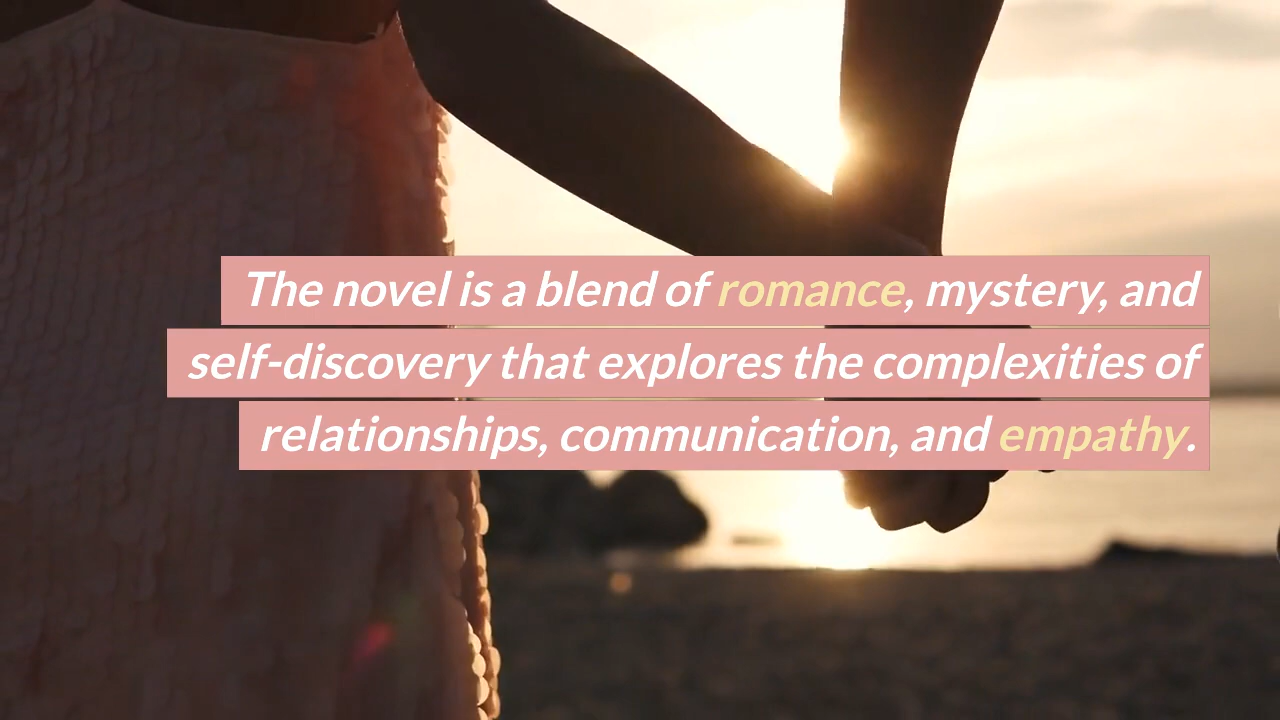 The novel is a blend of romance, mystery, and
self-discovery that explores the complexities of
relationships, communication, and empathy.